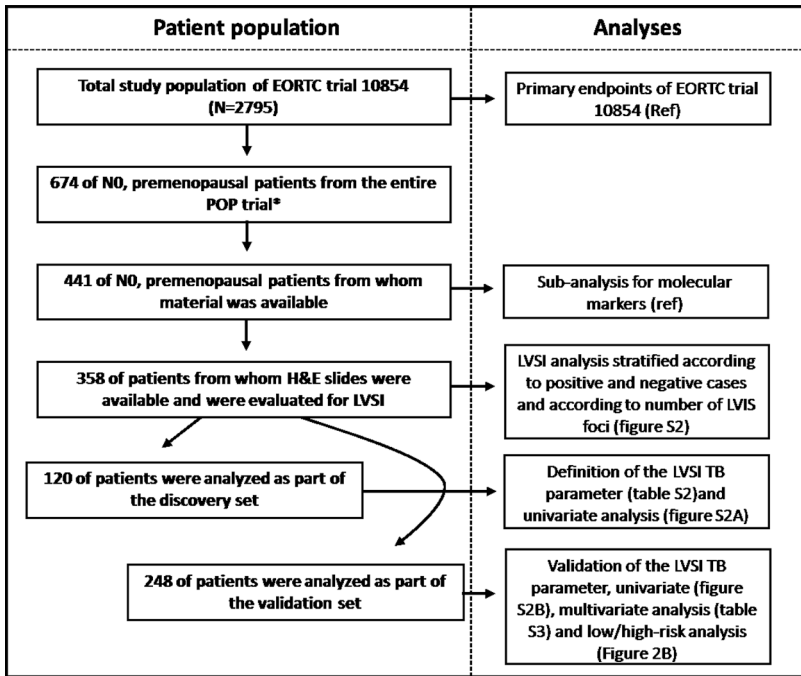 Patient population
Analyses
Total study population of EORTC trial 10854
(N=2795)
Primary endpoints of EORTC trial
10854 (Ref)
674 of N0, premenopausal patients from the entire
POP trial*
441 of N0, premenopausal patients from whom
material was available
Sub-analysis for molecular
markers (ref)
358 of patients from whom H&E slides were
available and were evaluated for LVSI
LVSI analysis stratified according
to positive and negative cases
and according to number of LVIS
foci (figure S2)
120 of patients were analyzed as part of
the discovery set
Definition of the LVSI TB
parameter (table S2)and
univariate analysis (figure S2A)
248 of patients were analyzed as part of
the validation set
Validation of the LVSI TB
parameter, univariate (figure
S2B), multivariate analysis (table
S3) and low/high-risk analysis
(Figure 2B)